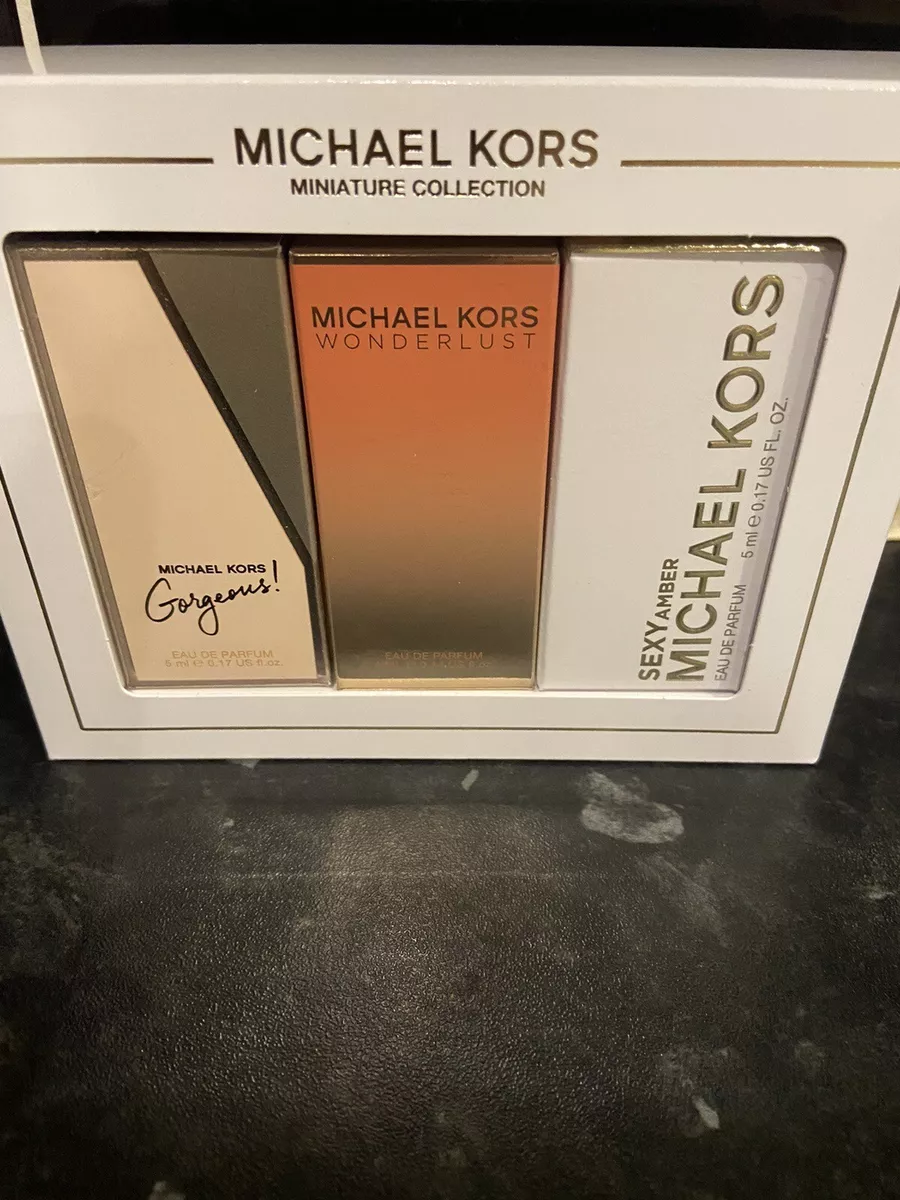 MICHAEL KORS
MINIATURE COLLECTION
MICHAEL KORS
Gorgeous!
EAU DE PARFUM
5 ml e 0.17 US fl.oz.
MICHAEL KORS
WONDERLUST
EAU DE PARFUM
SEXY AMBER
MICHAEL KORS
EAU DE PARFUM 5 ml e 0.17 US FL. OZ.